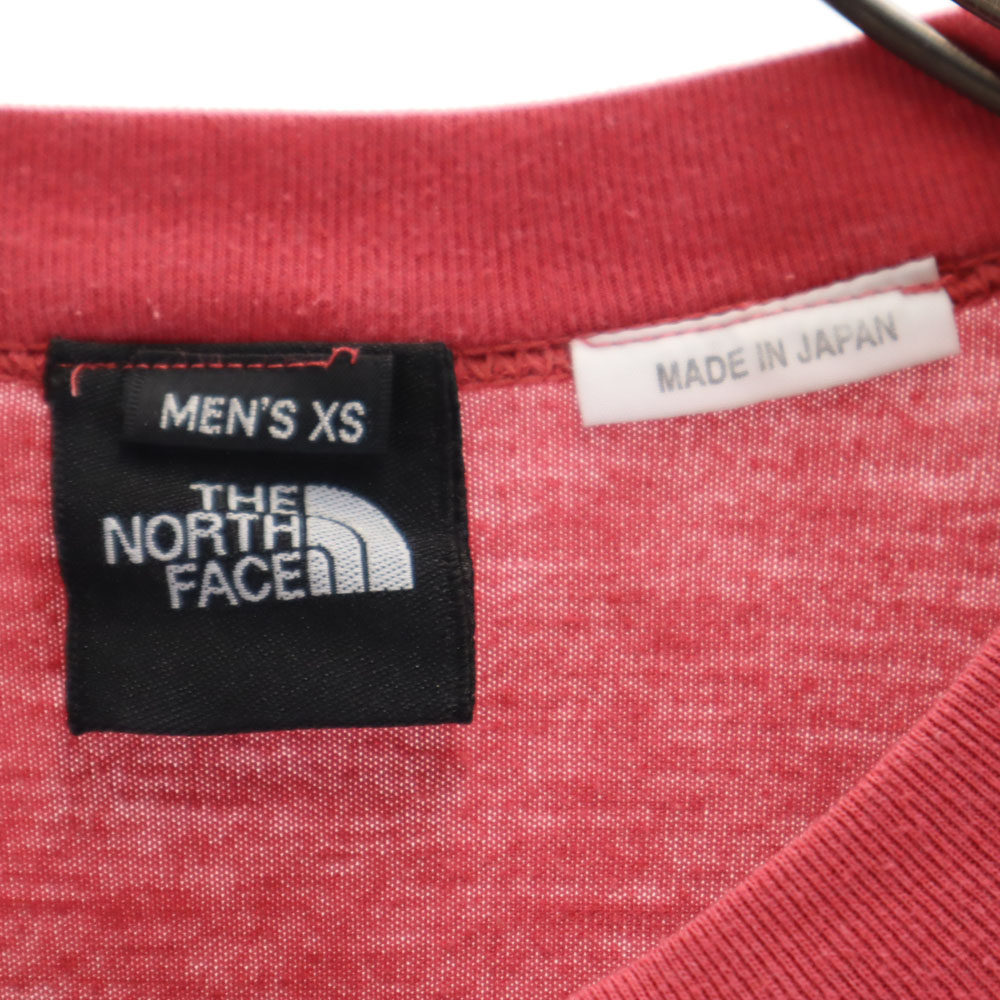 MEN'S XS
THE
NORTH
FACE
MADE IN JAPAN